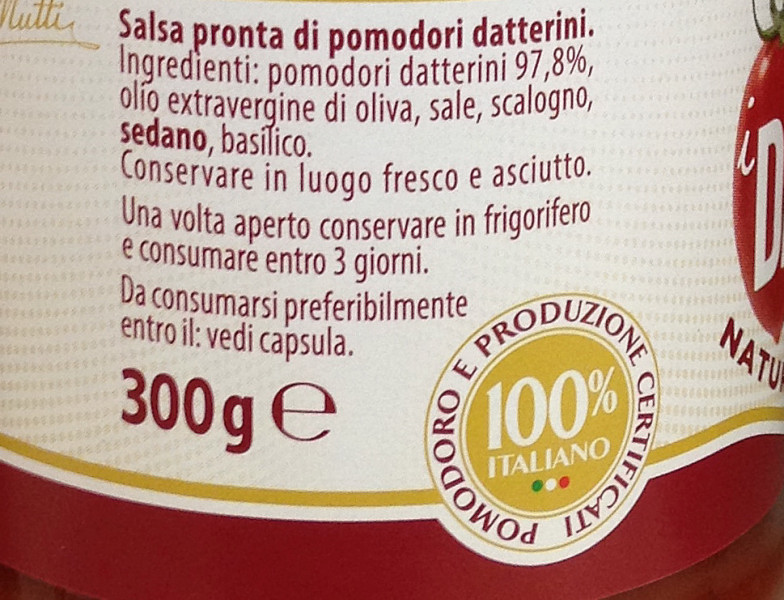 Salsa pronta di pomodori datterini.
Ingredienti: pomodori datterini 97,8%,
olio extravergine di oliva, sale, scalogno,
sedano, basilico.
Conservare in luogo fresco e asciutto.
Una volta aperto conservare in frigorifero
e consumare entro 3 giorni.
Da consumarsi preferibilmente
entro il: vedi capsula.
300g e
POMODORO E PRODUZIONE CERTIFICATI
100%
ITALIANO
i